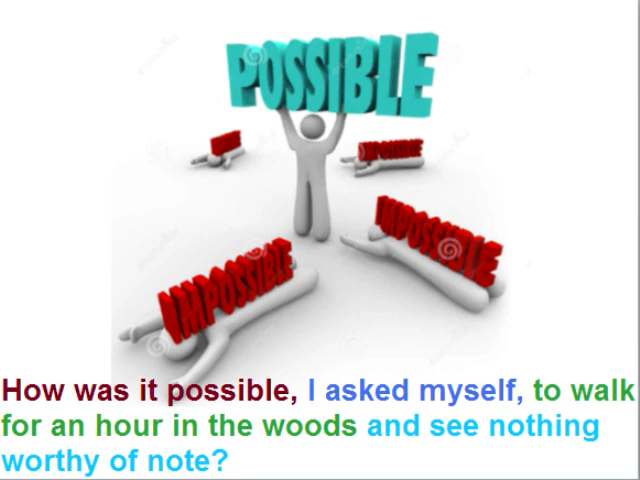 POSSIBLE
IMPOSSIBLE
IMPOSSIBLE
IMPOSSIBLE
How was it possible, I asked myself, to walk
for an hour in the woods and see nothing
worthy of note?